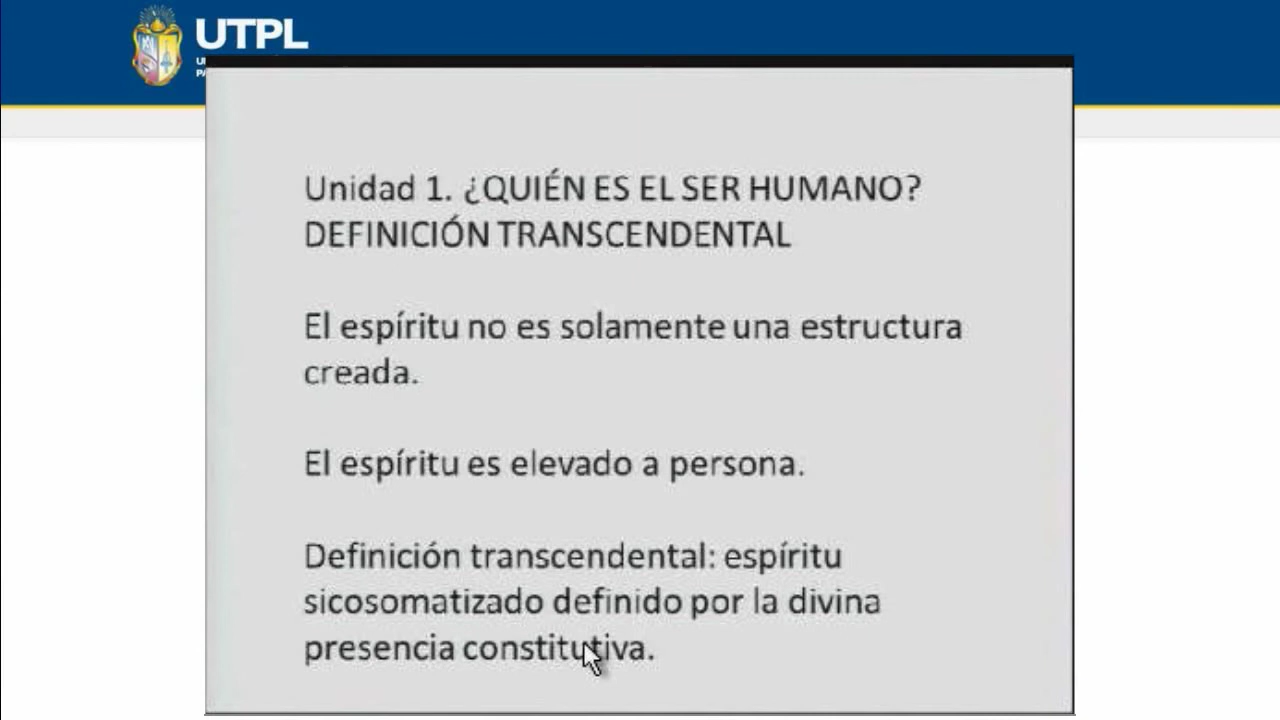 UTPL
Unidad 1. ¿QUIÉN ES EL SER HUMANO?
DEFINICIÓN TRANSCENDENTAL
El espíritu no es solamente una estructura
creada.
El espíritu es elevado a persona.
Definición transcendental: espíritu
sicosomatizado definido por la divina
presencia constitutiva.